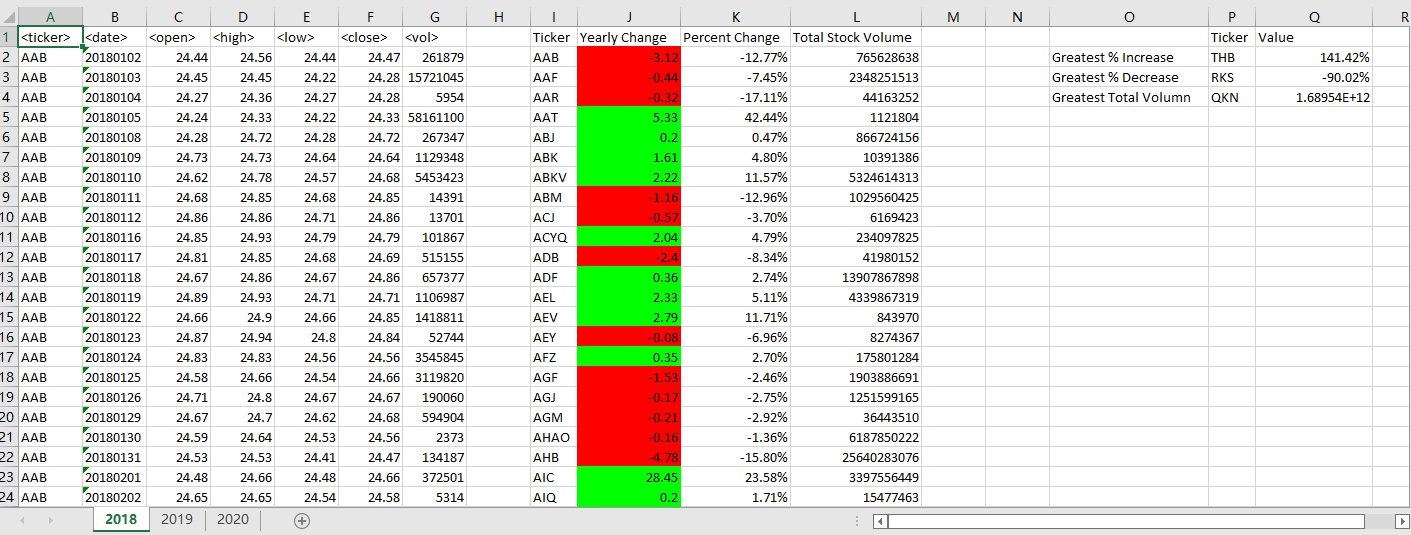 A B C D E F G H I J K L M N O P Q R
1 <ticker> <date> <open> <high> <low> <close> <vol> Ticker Yearly Change Percent Change Total Stock Volume Ticker Value
2 AAB 20180102 24.44 24.56 24.44 24.47 261879 AAB -3.12 -12.77% 765628638 Greatest % Increase THB 141.42%
3 AAB 20180103 24.45 24.45 24.22 24.28 15721045 AAF -0.44 -7.45% 2348251513 Greatest % Decrease RKS -90.02%
4 AAB 20180104 24.27 24.36 24.27 24.28 5954 AAR -0.32 -17.11% 44163252 Greatest Total Volumn QKN 1.68954E+12
5 AAB 20180105 24.24 24.33 24.22 24.33 58161100 AAT 5.33 42.44% 1121804
6 AAB 20180108 24.28 24.72 24.28 24.72 267347 ABJ 0.2 0.47% 866724156
7 AAB 20180109 24.73 24.73 24.64 24.64 1129348 ABK 1.61 4.80% 10391386
8 AAB 20180110 24.62 24.78 24.57 24.68 5453423 ABKV 2.22 11.57% 5324614313
9 AAB 20180111 24.68 24.85 24.68 24.85 14391 ABM -1.16 -12.96% 1029560425
10 AAB 20180112 24.86 24.86 24.71 24.86 13701 ACJ -0.57 -3.70% 6169423
11 AAB 20180116 24.85 24.93 24.79 24.79 101867 ACYQ 2.04 4.79% 234097825
12 AAB 20180117 24.81 24.85 24.68 24.69 515155 ADB -2.4 -8.34% 41980152
13 AAB 20180118 24.67 24.86 24.67 24.86 657377 ADF 0.36 2.74% 13907867898
14 AAB 20180119 24.89 24.93 24.71 24.71 1106987 AEL 2.33 5.11% 4339867319
15 AAB 20180122 24.66 24.9 24.66 24.85 1418811 AEV 2.79 11.71% 843970
16 AAB 20180123 24.87 24.94 24.8 24.84 52744 AEY -0.08 -6.96% 8274367
17 AAB 20180124 24.83 24.83 24.56 24.56 3545845 AFZ 0.35 2.70% 175801284
18 AAB 20180125 24.58 24.66 24.54 24.66 3119820 AGF -1.53 -2.46% 1903886691
19 AAB 20180126 24.71 24.8 24.67 24.67 190060 AGJ -0.17 -2.75% 1251599165
20 AAB 20180129 24.67 24.7 24.62 24.68 594904 AGM -0.21 -2.92% 36443510
21 AAB 20180130 24.59 24.64 24.53 24.56 2373 AHAO -0.16 -1.36% 6187850222
22 AAB 20180131 24.53 24.53 24.41 24.47 134187 AHB -4.78 -15.80% 25640283076
23 AAB 20180201 24.48 24.66 24.48 24.66 372501 AIC 28.45 23.58% 3397556449
24 AAB 20180202 24.65 24.65 24.54 24.58 5314 AIQ 0.2 1.71% 15477463
2018 2019 2020